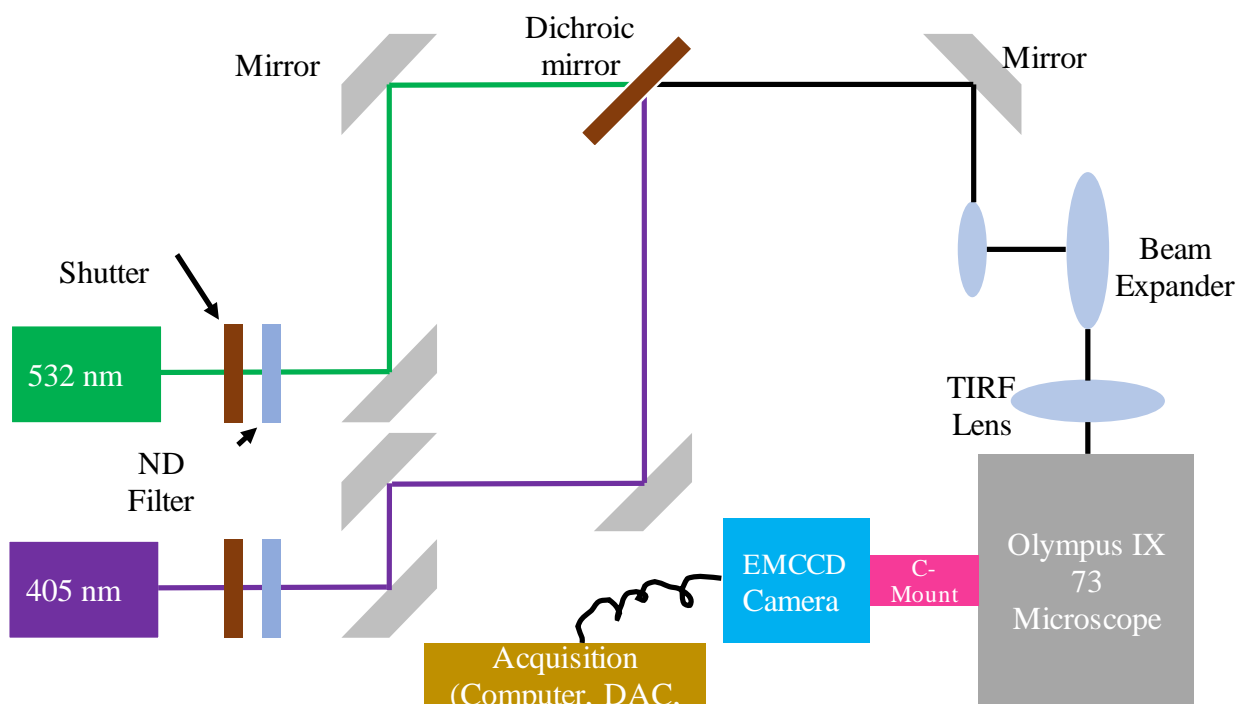 Dichroic
mirror
Mirror
Mirror
Shutter
Beam
Expander
532 nm
TIRF
Lens
ND
Filter
405 nm
EMCCD
Camera
C-
Mount
Olympus IX
73
Microscope
Acquisition
(Computer, DAC,